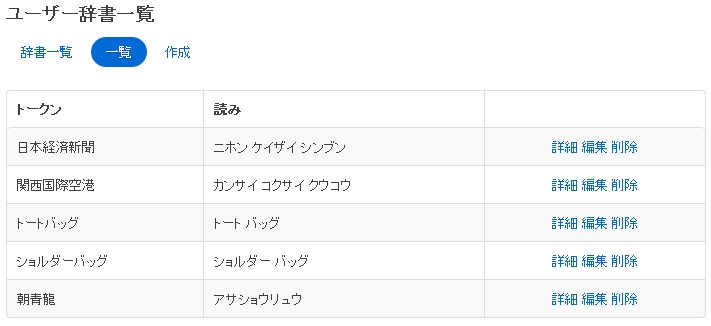 ユーザー辞書一覧
辞書一覧 一覧 作成
トークン 読み
日本経済新聞 ニホン ケイザイ シンブン 詳細 編集 削除
関西国際空港 カンサイ コクサイ クウコウ 詳細 編集 削除
トートバッグ トート バッグ 詳細 編集 削除
ショルダーバッグ ショルダー バッグ 詳細 編集 削除
朝青龍 アサショウリュウ 詳細 編集 削除